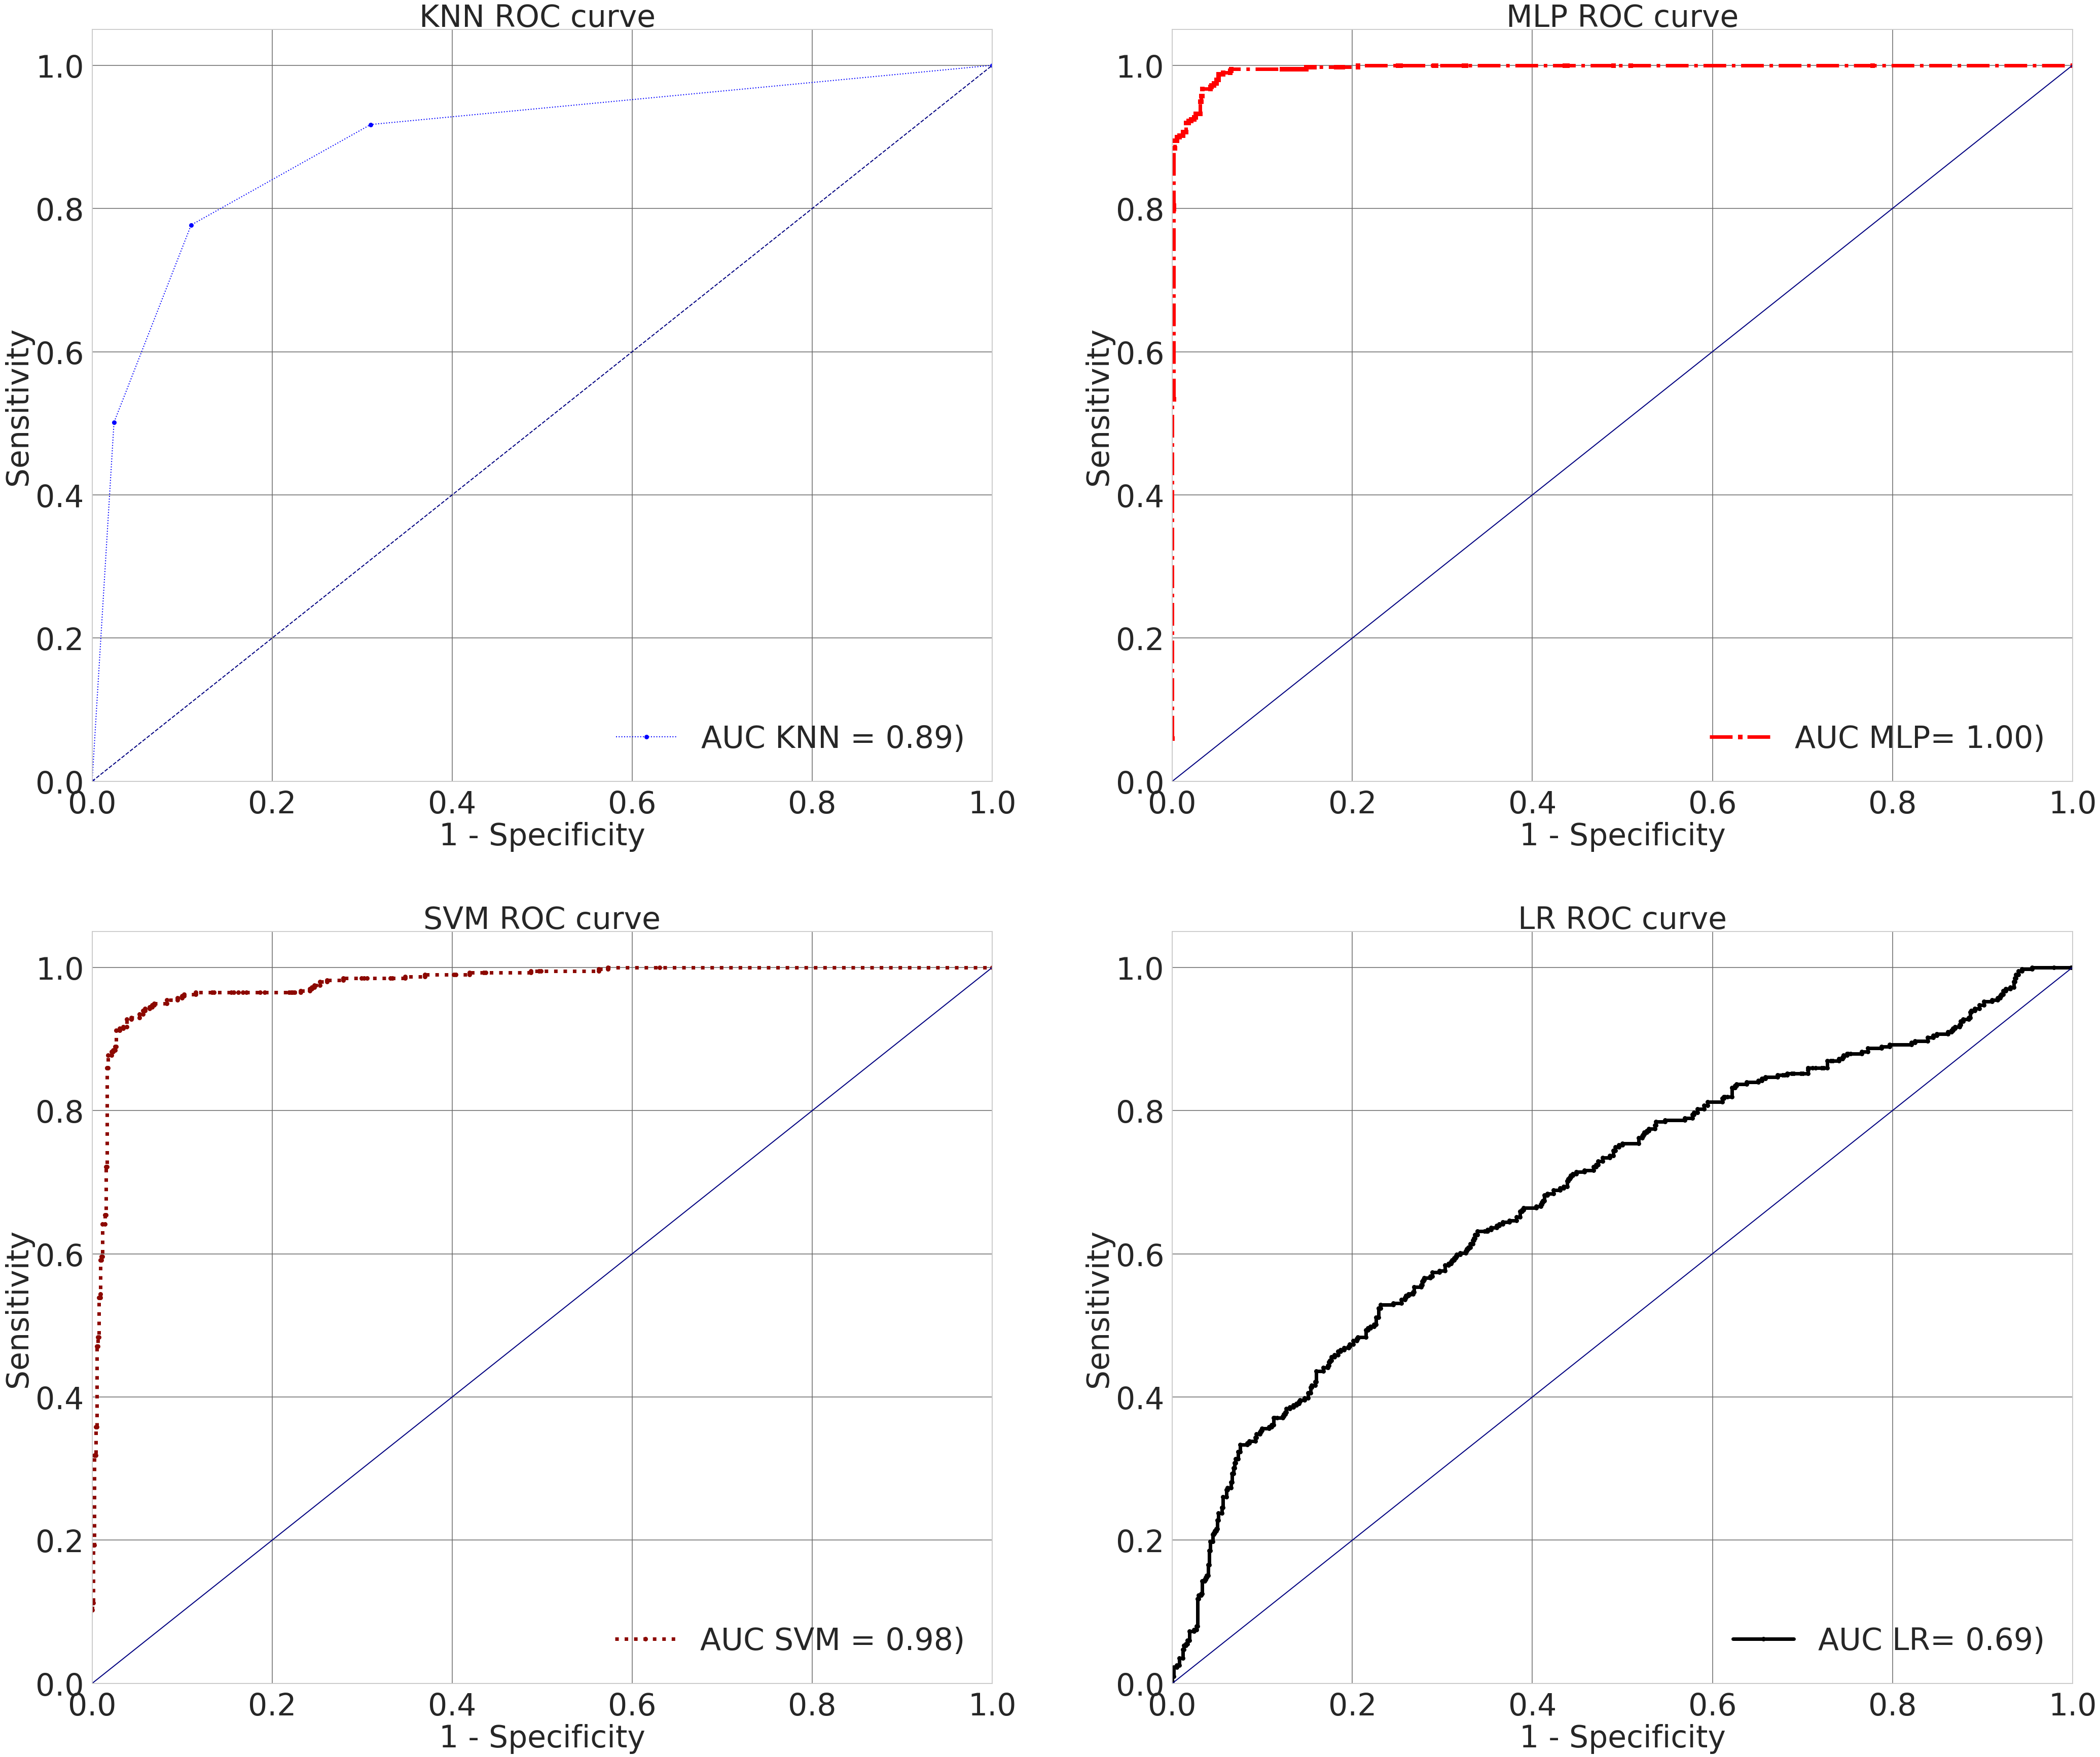 KNN ROC curve
1.0
0.8
0.6
0.4
0.2
0.0
Sensitivity
AUC KNN = 0.89)
0.0 0.2 0.4 0.6 0.8 1.0
1 - Specificity
MLP ROC curve
1.0
0.8
0.6
0.4
0.2
0.0
Sensitivity
AUC MLP= 1.00)
0.0 0.2 0.4 0.6 0.8 1.0
1 - Specificity
SVM ROC curve
1.0
0.8
0.6
0.4
0.2
0.0
Sensitivity
AUC SVM = 0.98)
0.0 0.2 0.4 0.6 0.8 1.0
1 - Specificity
LR ROC curve
1.0
0.8
0.6
0.4
0.2
0.0
Sensitivity
AUC LR= 0.69)
0.0 0.2 0.4 0.6 0.8 1.0
1 - Specificity